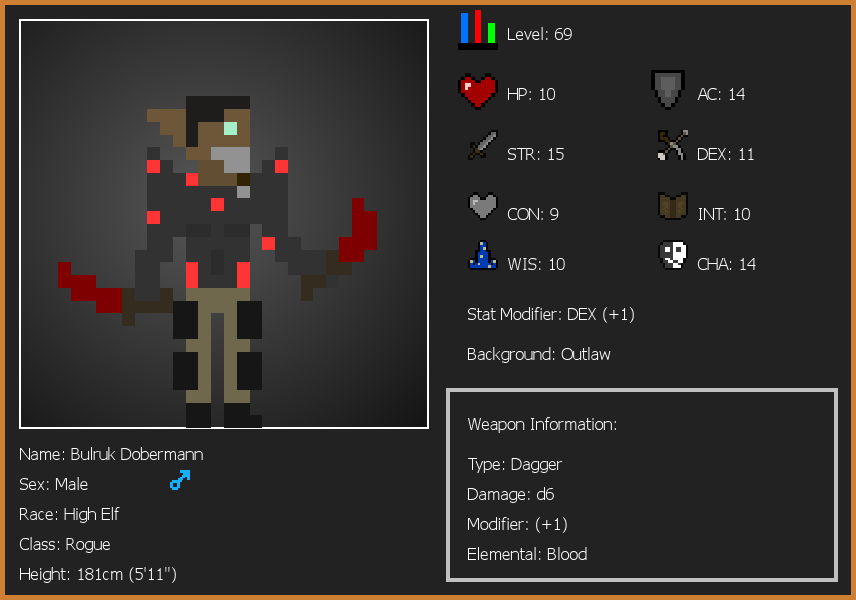 Level: 69
HP: 10
AC: 14
STR: 15
DEX: 11
CON: 9
INT: 10
WIS: 10
CHA: 14
Stat Modifier: DEX (+1)
Background: Outlaw
Weapon Information:
Type: Dagger
Damage: d6
Modifier: (+1)
Elemental: Blood
Name: Bulruk Dobermann
Sex: Male
Race: High Elf
Class: Rogue
Height: 181cm (5'11")